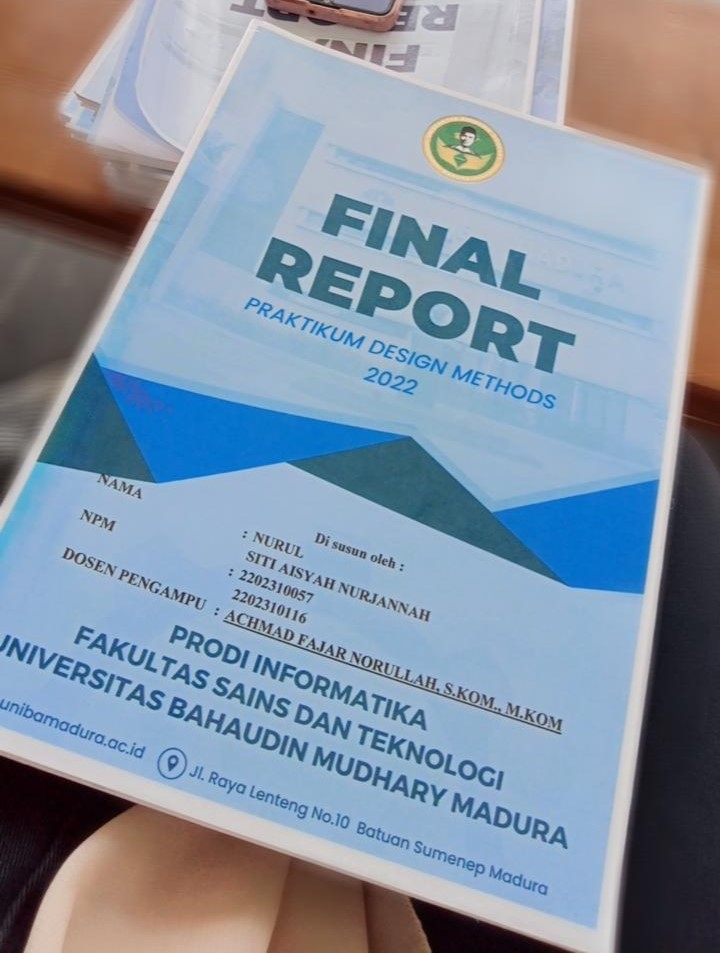 FINAL
REPORT
FINAL
REPORT
PRAKTIKUM DESIGN METHODS
2022
Di susun oleh :
NAMA : NURUL
SITI AISYAH NURJANNAH
NPM : 2202310057
2202310116
DOSEN PENGAMPU : ACHMAD FAJAR NORULLAH, S.KOM., M.KOM
PRODI INFORMATIKA
FAKULTAS SAINS DAN TEKNOLOGI
UNIVERSITAS BAHAUDIN MUDHARY MADURA
unibamadura.ac.id Jl. Raya Lenteng No.10 Batuan Sumenep Madura